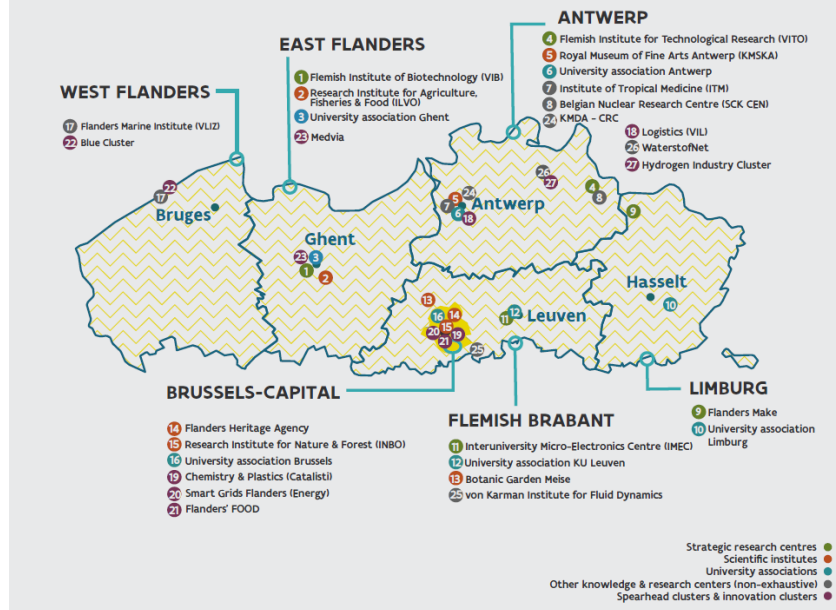 ANTWERP
4 Flemish Institute for Technological Research (VITO)
5 Royal Museum of Fine Arts Antwerp (KMSKA)
6 University association Antwerp
7 Institute of Tropical Medicine (ITM)
8 Belgian Nuclear Research Centre (SCK CEN)
24 KMDA - CRC
18 Logistics (VIL)
26 WaterstofNet
27 Hydrogen Industry Cluster
EAST FLANDERS
1 Flemish Institute of Biotechnology (VIB)
2 Research Institute for Agriculture,
Fisheries & Food (ILVO)
3 University association Ghent
23 Medvia
WEST FLANDERS
17 Flanders Marine Institute (VLIZ)
22 Blue Cluster
22
17
Bruges
Ghent
23 3
1
2
24
5
7
Antwerp
6
18
26
27
4
8
9
Hasselt
10
13
16 14
15
20 19
21
25
12
11
Leuven
BRUSSELS-CAPITAL
14 Flanders Heritage Agency
15 Research Institute for Nature & Forest (INBO)
16 University association Brussels
19 Chemistry & Plastics (Catalisti)
20 Smart Grids Flanders (Energy)
21 Flanders' FOOD
FLEMISH BRABANT
11 Interuniversity Micro-Electronics Centre (IMEC)
12 University association KU Leuven
13 Botanic Garden Meise
25 von Karman Institute for Fluid Dynamics
LIMBURG
9 Flanders Make
10 University association
Limburg
Strategic research centres
Scientific institutes
University associations
Other knowledge & research centers (non-exhaustive)
Spearhead clusters & innovation clusters